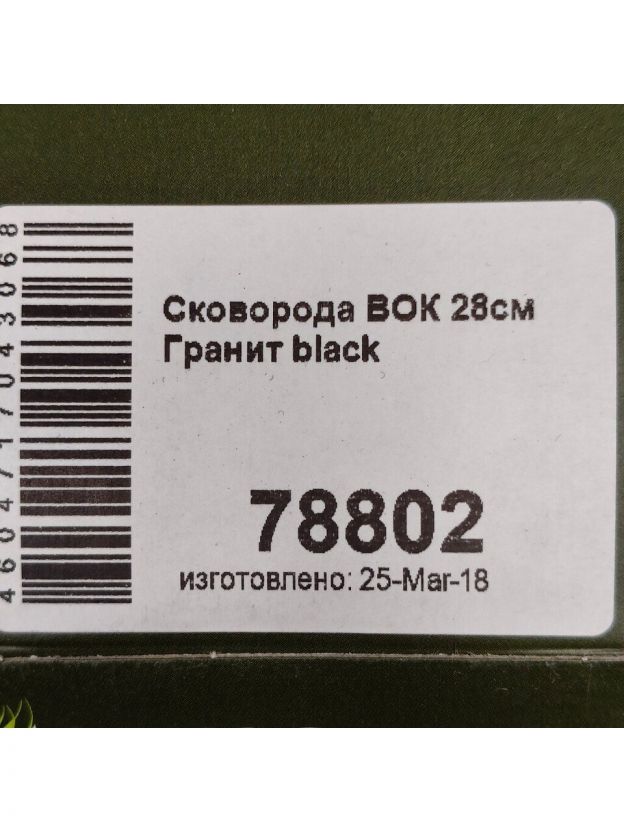 Сковорода ВОК 28см
Гранит black
78802
изготовлено: 25-Mar-18
4604717043068